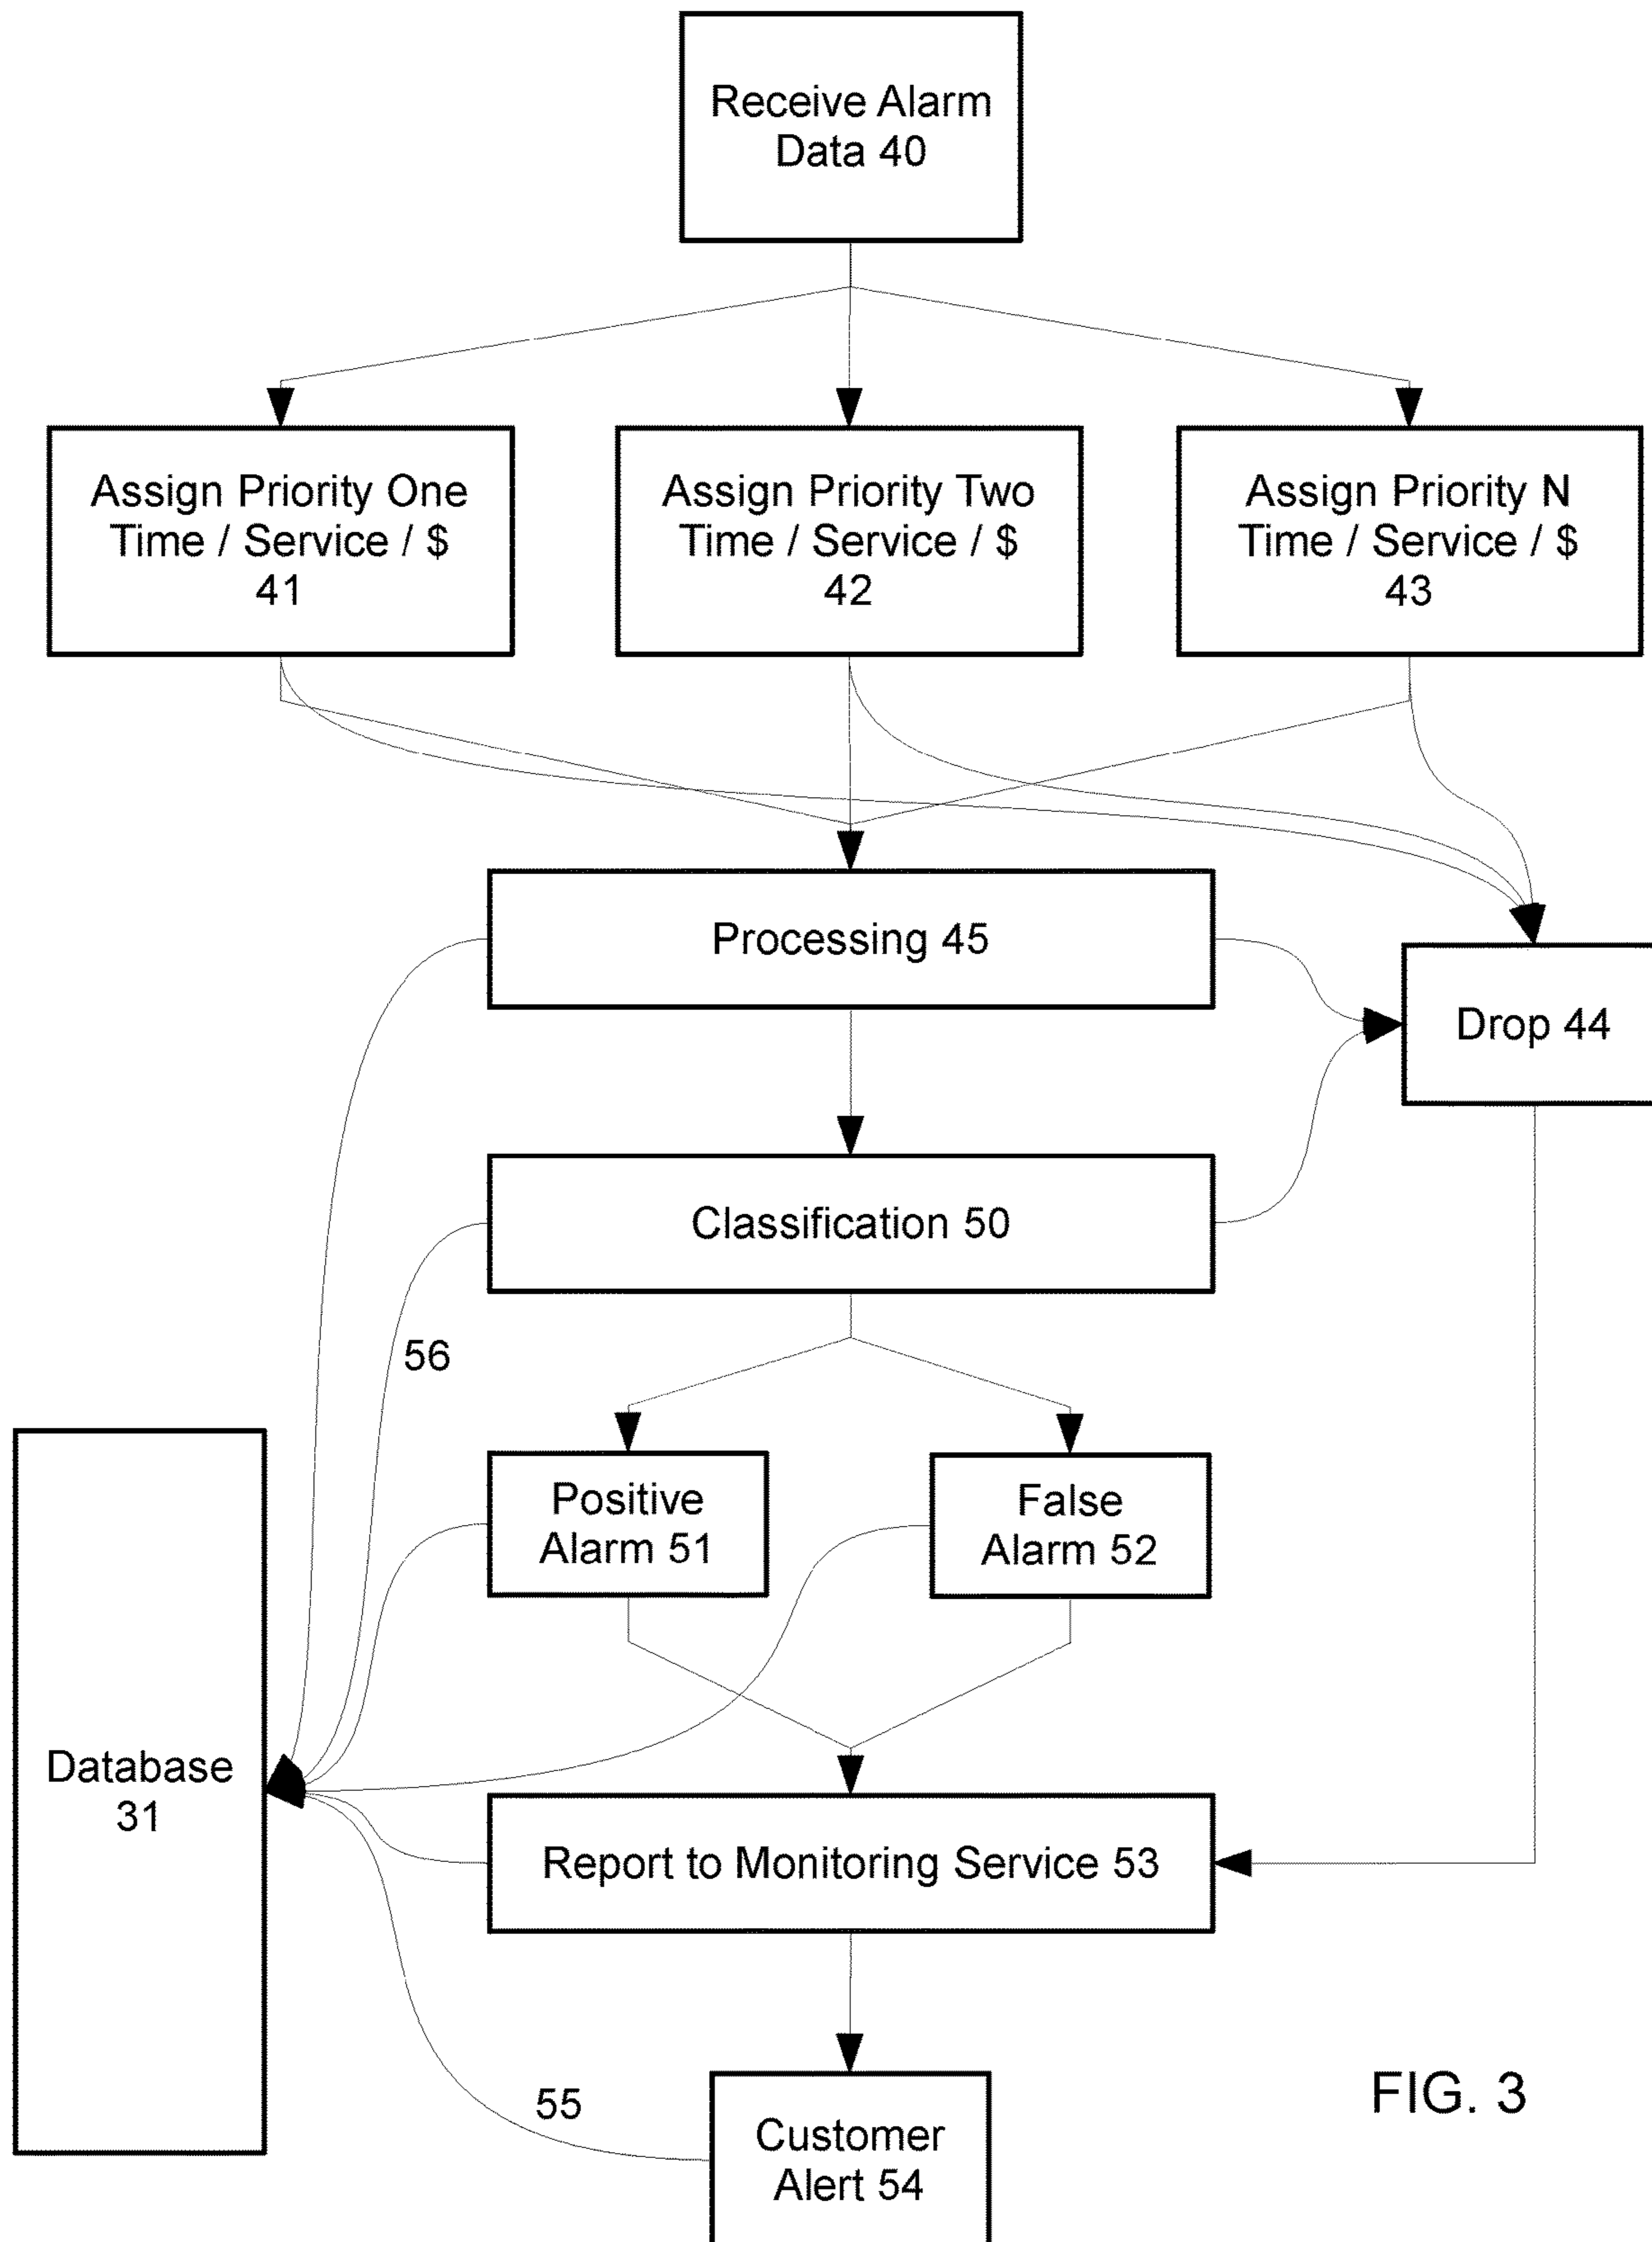 Receive Alarm
Data 40
Assign Priority One
Time / Service / $
41
Assign Priority Two
Time / Service / $
42
Assign Priority N
Time / Service / $
43
Processing 45
Drop 44
Classification 50
56
Positive
Alarm 51
False
Alarm 52
Database
31
Report to Monitoring Service 53
55
Customer
Alert 54
FIG. 3